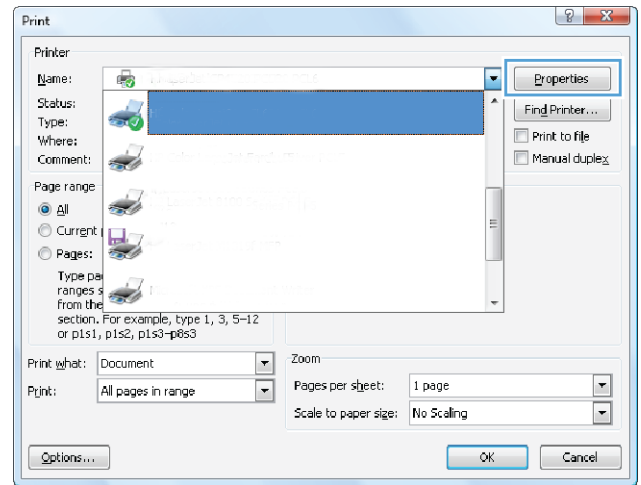 Print
Printer
Name:
Properties
Status:
Find Printer...
Type:
Where:
Print to file
Comment:
Manual duplex
Page range
All
Current
Pages:
Type pa
ranges s
from the
section. For example, type 1, 3, 5–12
or p1s1, p1s2, p1s3–p8s3
Print what: Document
Print: All pages in range
Zoom
Pages per sheet: 1 page
Scale to paper size: No Scaling
Options...
OK
Cancel